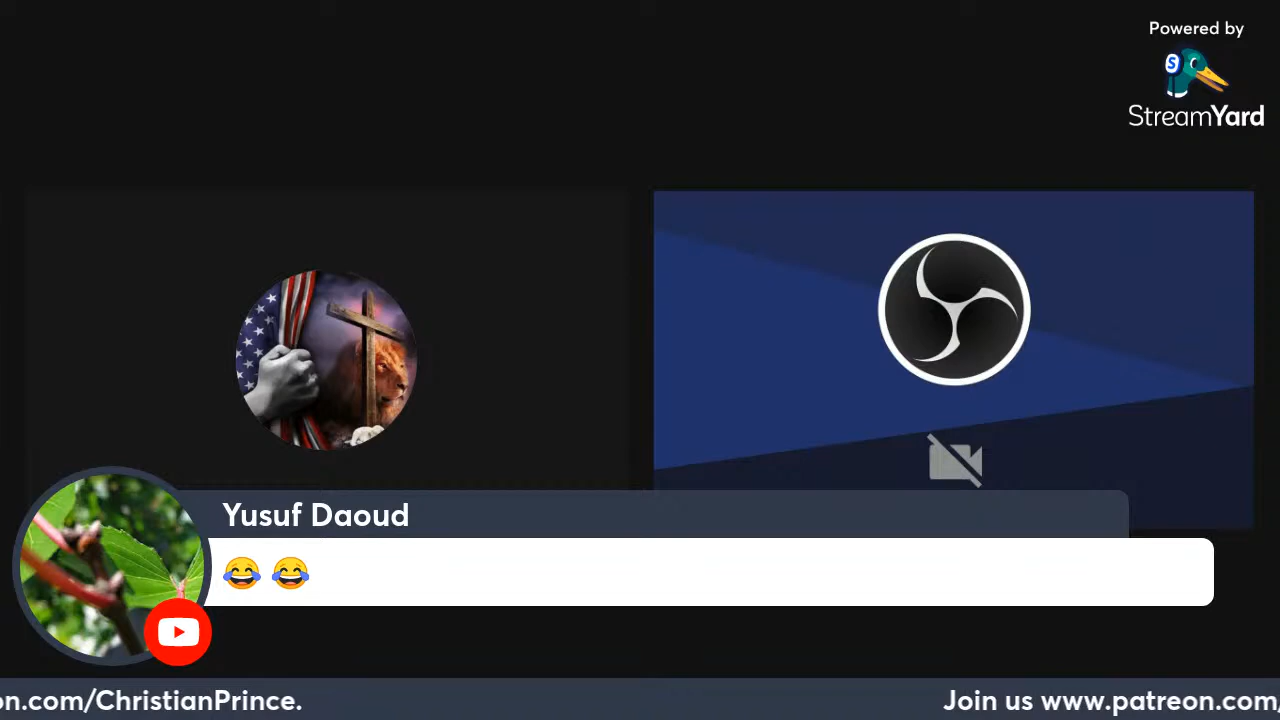 Powered by
S
StreamYard
Yusuf Daoud
😂 😂
on.com/ChristianPrince. Join us www.patreon.com/